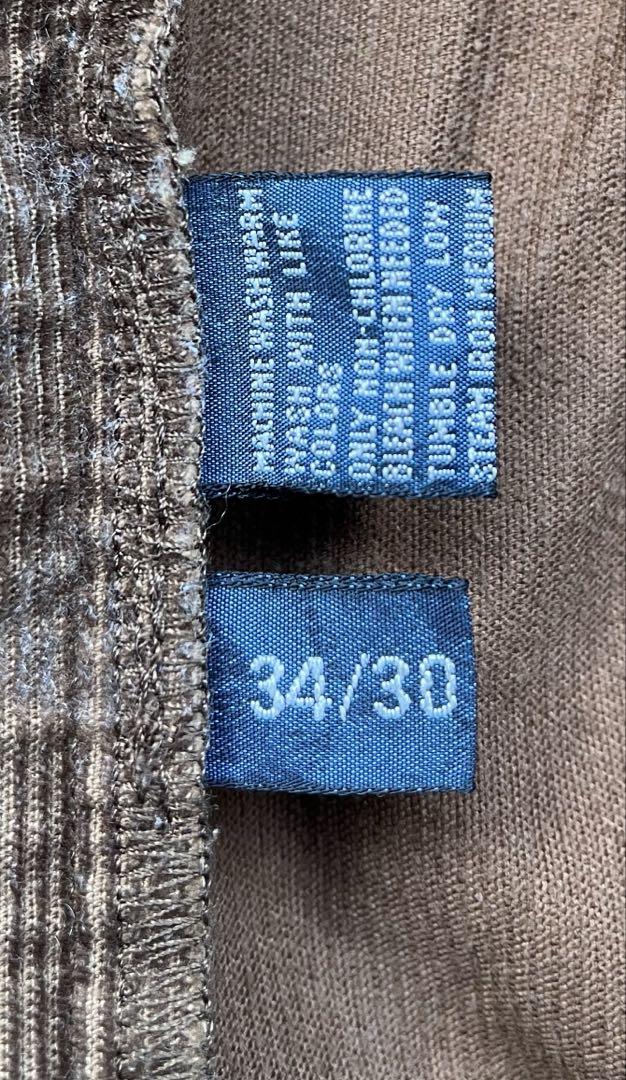 MACHINE WASH WARM
WASH WITH LIKE
COLORS
ONLY NON-CHLORINE
BLEACH WHEN NEEDED
TUMBLE DRY LOW
STEAM IRON MEDIUM
34/30